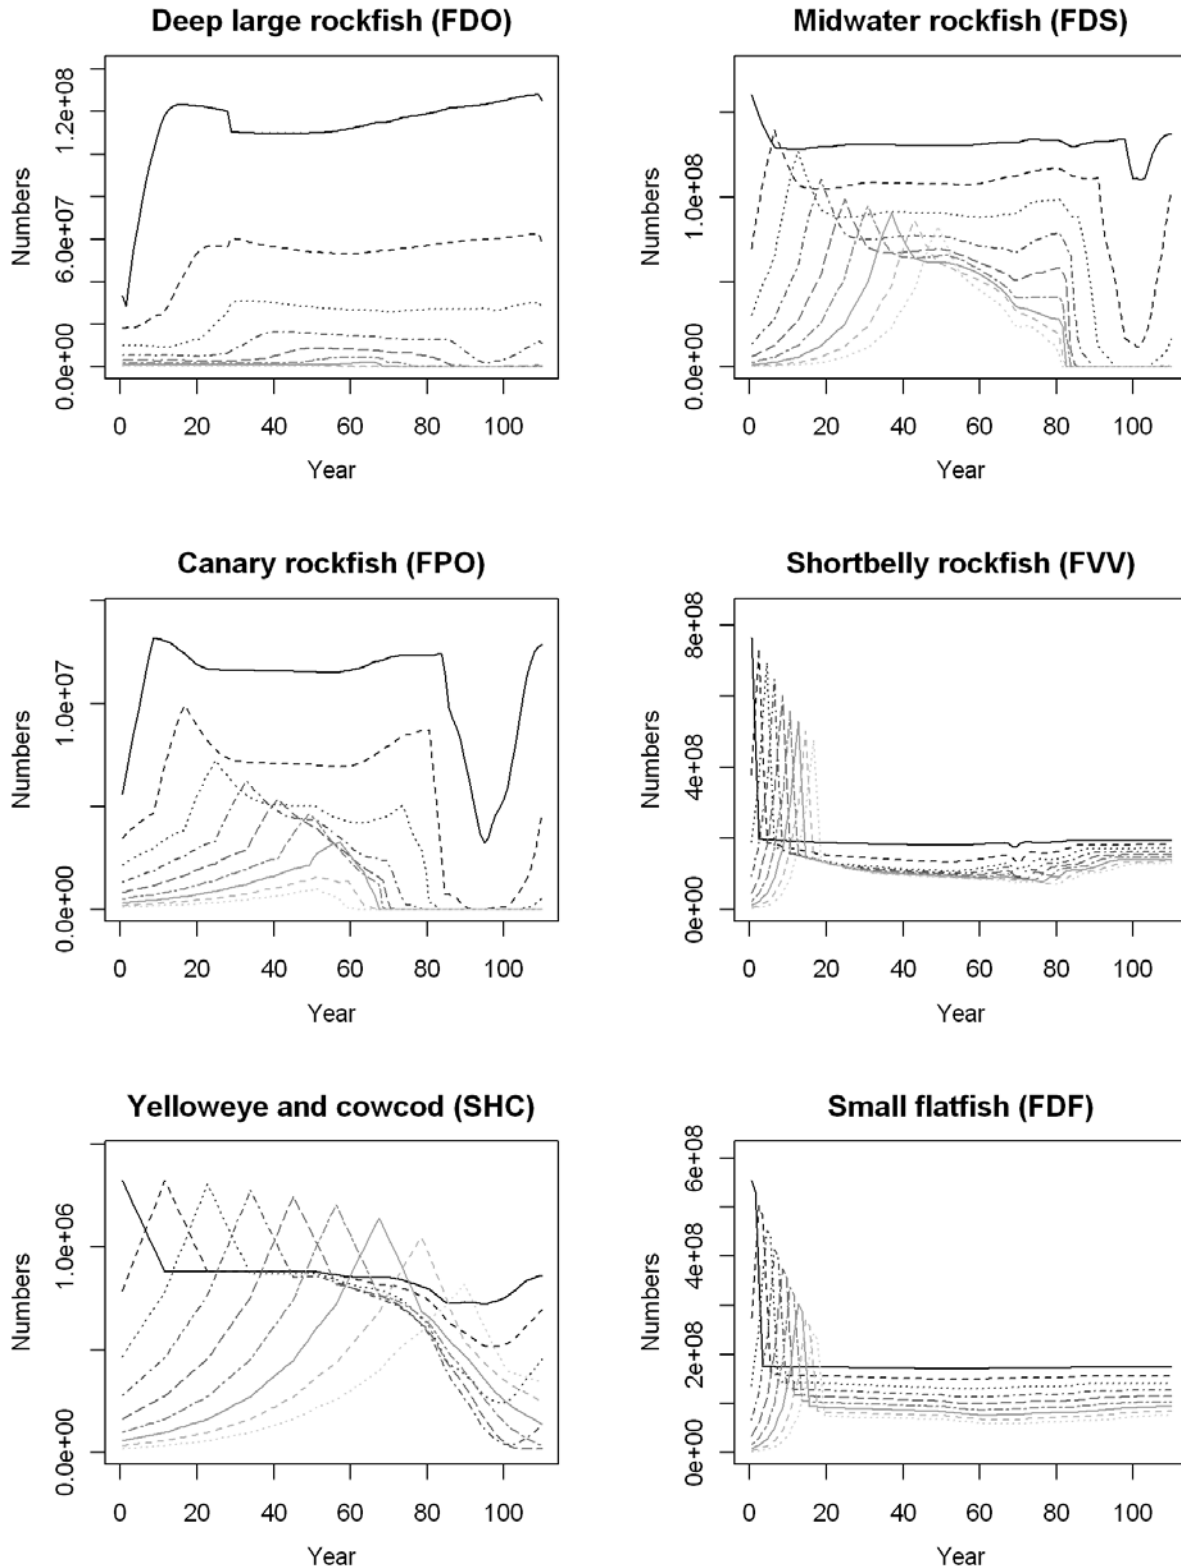 Deep large rockfish (FDO)
Numbers
0.0e+00 6.0e+07 1.2e+08
0 20 40 60 80 100
Year
Midwater rockfish (FDS)
Numbers
0.0e+00 1.0e+08
0 20 40 60 80 100
Year
Canary rockfish (FPO)
Numbers
0.0e+00 1.0e+07
0 20 40 60 80 100
Year
Shortbelly rockfish (FVV)
Numbers
0e+00 4e+08 8e+08
0 20 40 60 80 100
Year
Yelloweye and cowcod (SHC)
Numbers
0.0e+00 1.0e+06
0 20 40 60 80 100
Year
Small flatfish (FDF)
Numbers
0e+00 2e+08 4e+08 6e+08
0 20 40 60 80 100
Year